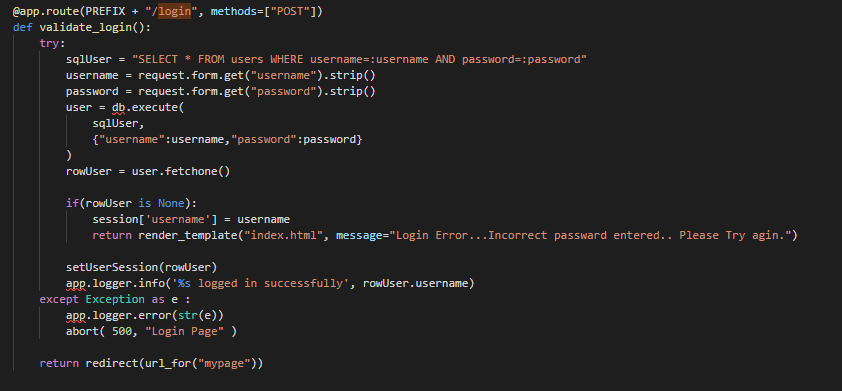 @app.route(PREFIX + "/login", methods=["POST"])
def validate_login():
try:
sqlUser = "SELECT * FROM users WHERE username=:username AND password=:password"
username = request.form.get("username").strip()
password = request.form.get("password").strip()
user = db.execute(
sqlUser,
{"username":username,"password":password}
)
rowUser = user.fetchone()
if(rowUser is None):
session['username'] = username
return render_template("index.html", message="Login Error...Incorrect passward entered.. Please Try agin.")
setUserSession(rowUser)
app.logger.info('%s logged in successfully', rowUser.username)
except Exception as e :
app.logger.error(str(e))
abort( 500, "Login Page" )
return redirect(url_for("mypage"))